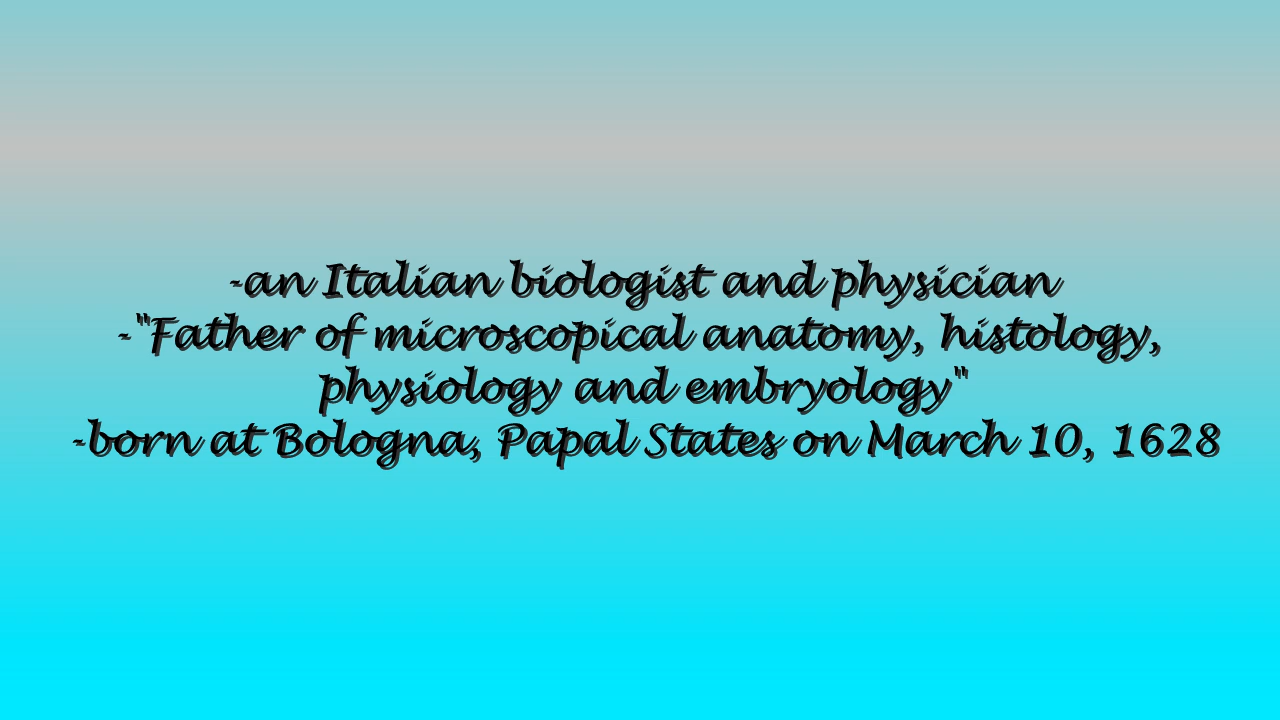 -an Italian biologist and physician
-"Father of microscopical anatomy, histology,
physiology and embryology"
-born at Bologna, Papal States on March 10, 1628